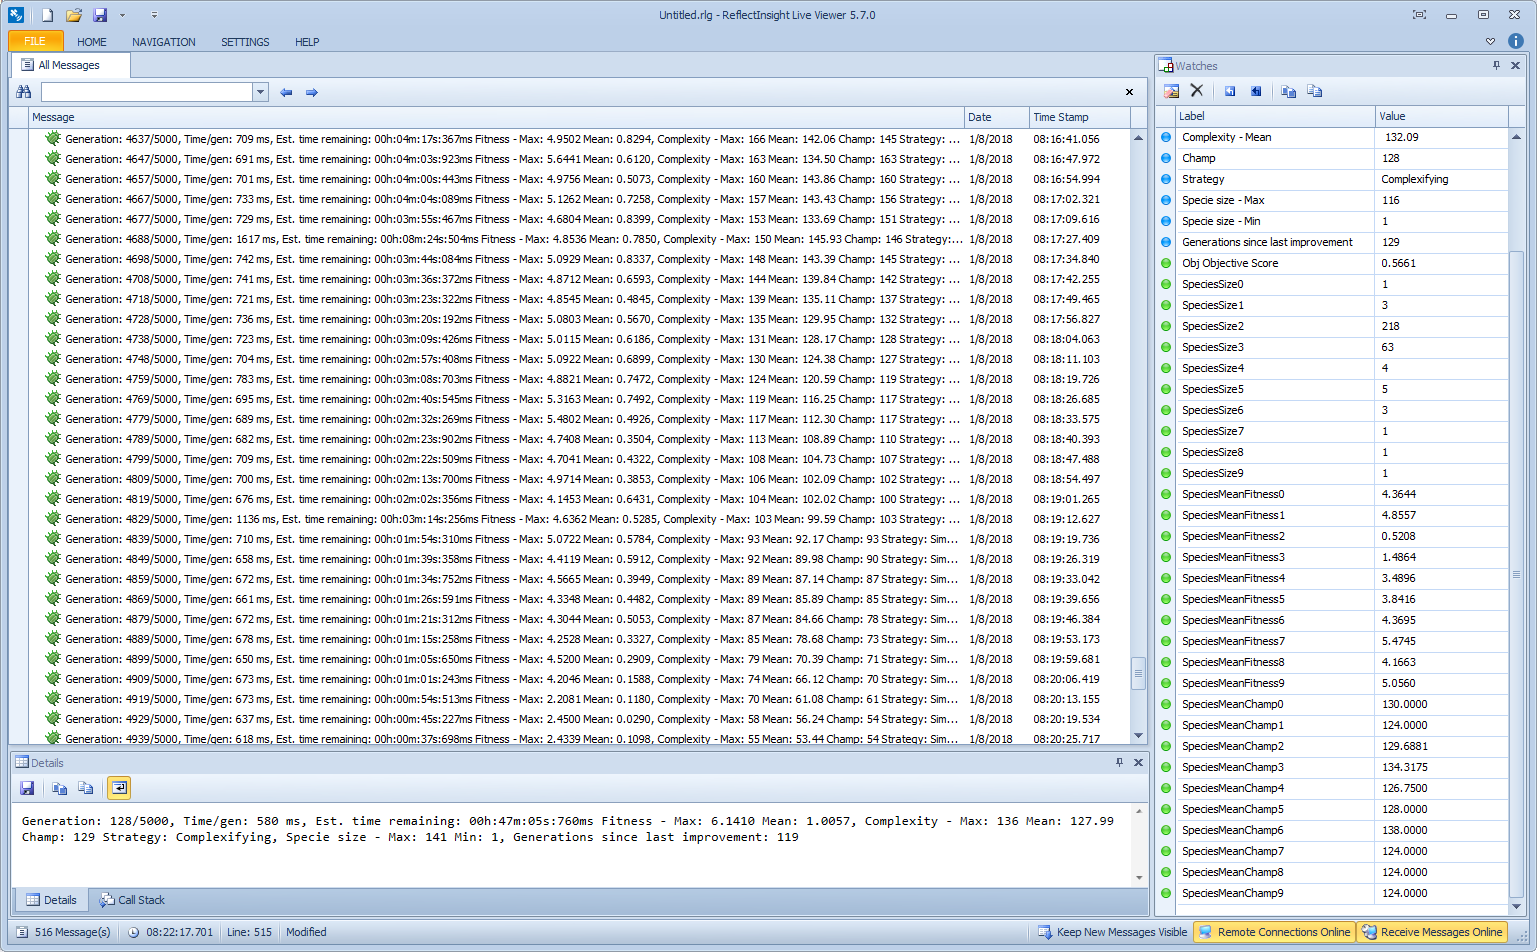 Untitled.rlg - ReflectInsight Live Viewer 5.7.0
FILE HOME NAVIGATION SETTINGS HELP
All Messages
Message Date Time Stamp
Generation: 4637/5000, Time/gen: 709 ms, Est. time remaining: 00h:04m:17s:367ms Fitness - Max: 4.9502 Mean: 0.8294, Complexity - Max: 166 Mean: 142.06 Champ: 145 Strategy: ... 1/8/2018 08:16:41.056
Generation: 4647/5000, Time/gen: 691 ms, Est. time remaining: 00h:04m:03s:923ms Fitness - Max: 5.6441 Mean: 0.6120, Complexity - Max: 163 Mean: 134.50 Champ: 163 Strategy: ... 1/8/2018 08:16:47.972
Generation: 4657/5000, Time/gen: 701 ms, Est. time remaining: 00h:04m:00s:443ms Fitness - Max: 4.9756 Mean: 0.5073, Complexity - Max: 160 Mean: 143.86 Champ: 160 Strategy: ... 1/8/2018 08:16:54.994
Generation: 4667/5000, Time/gen: 733 ms, Est. time remaining: 00h:04m:04s:089ms Fitness - Max: 5.1262 Mean: 0.7258, Complexity - Max: 157 Mean: 143.43 Champ: 156 Strategy: ... 1/8/2018 08:17:02.321
Generation: 4677/5000, Time/gen: 729 ms, Est. time remaining: 00h:03m:55s:467ms Fitness - Max: 4.6804 Mean: 0.8399, Complexity - Max: 153 Mean: 133.69 Champ: 151 Strategy: ... 1/8/2018 08:17:09.616
Generation: 4688/5000, Time/gen: 1617 ms, Est. time remaining: 00h:08m:24s:504ms Fitness - Max: 4.8536 Mean: 0.7850, Complexity - Max: 150 Mean: 145.93 Champ: 146 Strategy:... 1/8/2018 08:17:27.409
Generation: 4698/5000, Time/gen: 742 ms, Est. time remaining: 00h:03m:44s:084ms Fitness - Max: 5.0929 Mean: 0.8337, Complexity - Max: 148 Mean: 143.39 Champ: 145 Strategy: ... 1/8/2018 08:17:34.840
Generation: 4708/5000, Time/gen: 741 ms, Est. time remaining: 00h:03m:36s:372ms Fitness - Max: 4.8712 Mean: 0.6593, Complexity - Max: 144 Mean: 139.84 Champ: 142 Strategy: ... 1/8/2018 08:17:42.255
Generation: 4718/5000, Time/gen: 721 ms, Est. time remaining: 00h:03m:23s:322ms Fitness - Max: 4.8545 Mean: 0.4845, Complexity - Max: 139 Mean: 135.11 Champ: 137 Strategy: ... 1/8/2018 08:17:49.465
Generation: 4728/5000, Time/gen: 736 ms, Est. time remaining: 00h:03m:20s:192ms Fitness - Max: 5.0803 Mean: 0.5670, Complexity - Max: 135 Mean: 129.95 Champ: 132 Strategy: ... 1/8/2018 08:17:56.827
Generation: 4738/5000, Time/gen: 723 ms, Est. time remaining: 00h:03m:09s:426ms Fitness - Max: 5.0115 Mean: 0.6186, Complexity - Max: 131 Mean: 128.17 Champ: 128 Strategy: ... 1/8/2018 08:18:04.063
Generation: 4748/5000, Time/gen: 704 ms, Est. time remaining: 00h:02m:57s:408ms Fitness - Max: 5.0922 Mean: 0.6899, Complexity - Max: 130 Mean: 124.38 Champ: 127 Strategy: ... 1/8/2018 08:18:11.103
Generation: 4759/5000, Time/gen: 783 ms, Est. time remaining: 00h:03m:08s:703ms Fitness - Max: 4.8821 Mean: 0.7472, Complexity - Max: 124 Mean: 120.59 Champ: 119 Strategy: ... 1/8/2018 08:18:19.726
Generation: 4769/5000, Time/gen: 695 ms, Est. time remaining: 00h:02m:40s:545ms Fitness - Max: 5.3163 Mean: 0.7492, Complexity - Max: 119 Mean: 116.25 Champ: 117 Strategy: ... 1/8/2018 08:18:26.685
Generation: 4779/5000, Time/gen: 689 ms, Est. time remaining: 00h:02m:32s:269ms Fitness - Max: 5.4802 Mean: 0.4926, Complexity - Max: 117 Mean: 112.30 Champ: 117 Strategy: ... 1/8/2018 08:18:33.575
Generation: 4789/5000, Time/gen: 682 ms, Est. time remaining: 00h:02m:23s:902ms Fitness - Max: 4.7408 Mean: 0.3504, Complexity - Max: 113 Mean: 108.89 Champ: 110 Strategy: ... 1/8/2018 08:18:40.393
Generation: 4799/5000, Time/gen: 709 ms, Est. time remaining: 00h:02m:22s:509ms Fitness - Max: 4.7041 Mean: 0.4322, Complexity - Max: 108 Mean: 104.73 Champ: 107 Strategy: ... 1/8/2018 08:18:47.488
Generation: 4809/5000, Time/gen: 700 ms, Est. time remaining: 00h:02m:13s:700ms Fitness - Max: 4.9714 Mean: 0.3853, Complexity - Max: 106 Mean: 102.09 Champ: 102 Strategy: ... 1/8/2018 08:18:54.497
Generation: 4819/5000, Time/gen: 676 ms, Est. time remaining: 00h:02m:02s:356ms Fitness - Max: 4.1453 Mean: 0.6431, Complexity - Max: 104 Mean: 102.02 Champ: 100 Strategy: ... 1/8/2018 08:19:01.265
Generation: 4829/5000, Time/gen: 1136 ms, Est. time remaining: 00h:03m:14s:256ms Fitness - Max: 4.6362 Mean: 0.5285, Complexity - Max: 103 Mean: 99.59 Champ: 103 Strategy: ... 1/8/2018 08:19:12.627
Generation: 4839/5000, Time/gen: 710 ms, Est. time remaining: 00h:01m:54s:310ms Fitness - Max: 5.0722 Mean: 0.5784, Complexity - Max: 93 Mean: 92.17 Champ: 93 Strategy: Sim... 1/8/2018 08:19:19.736
Generation: 4849/5000, Time/gen: 658 ms, Est. time remaining: 00h:01m:39s:358ms Fitness - Max: 4.4119 Mean: 0.5912, Complexity - Max: 92 Mean: 89.98 Champ: 90 Strategy: Sim... 1/8/2018 08:19:26.319
Generation: 4859/5000, Time/gen: 672 ms, Est. time remaining: 00h:01m:34s:752ms Fitness - Max: 4.5665 Mean: 0.3949, Complexity - Max: 89 Mean: 87.14 Champ: 87 Strategy: Sim... 1/8/2018 08:19:33.042
Generation: 4869/5000, Time/gen: 661 ms, Est. time remaining: 00h:01m:26s:591ms Fitness - Max: 4.3348 Mean: 0.4482, Complexity - Max: 89 Mean: 85.89 Champ: 85 Strategy: Sim... 1/8/2018 08:19:39.656
Generation: 4879/5000, Time/gen: 672 ms, Est. time remaining: 00h:01m:21s:312ms Fitness - Max: 4.3044 Mean: 0.5053, Complexity - Max: 87 Mean: 84.66 Champ: 78 Strategy: Sim... 1/8/2018 08:19:46.384
Generation: 4889/5000, Time/gen: 678 ms, Est. time remaining: 00h:01m:15s:258ms Fitness - Max: 4.2528 Mean: 0.3327, Complexity - Max: 85 Mean: 78.68 Champ: 73 Strategy: Sim... 1/8/2018 08:19:53.173
Generation: 4899/5000, Time/gen: 650 ms, Est. time remaining: 00h:01m:05s:650ms Fitness - Max: 4.5200 Mean: 0.2909, Complexity - Max: 79 Mean: 70.39 Champ: 71 Strategy: Sim... 1/8/2018 08:19:59.681
Generation: 4909/5000, Time/gen: 673 ms, Est. time remaining: 00h:01m:01s:243ms Fitness - Max: 4.2046 Mean: 0.1588, Complexity - Max: 74 Mean: 66.12 Champ: 70 Strategy: Sim... 1/8/2018 08:20:06.419
Generation: 4919/5000, Time/gen: 673 ms, Est. time remaining: 00h:00m:54s:513ms Fitness - Max: 2.2081 Mean: 0.1180, Complexity - Max: 70 Mean: 61.08 Champ: 61 Strategy: Sim... 1/8/2018 08:20:13.155
Generation: 4929/5000, Time/gen: 637 ms, Est. time remaining: 00h:00m:45s:227ms Fitness - Max: 2.4500 Mean: 0.0290, Complexity - Max: 58 Mean: 56.24 Champ: 54 Strategy: Sim... 1/8/2018 08:20:19.534
Generation: 4939/5000, Time/gen: 618 ms, Est. time remaining: 00h:00m:37s:698ms Fitness - Max: 2.4339 Mean: 0.1098, Complexity - Max: 55 Mean: 53.44 Champ: 54 Strategy: Sim... 1/8/2018 08:20:25.717
Details
Generation: 128/5000, Time/gen: 580 ms, Est. time remaining: 00h:47m:05s:760ms Fitness - Max: 6.1410 Mean: 1.0057, Complexity - Max: 136 Mean: 127.99
Champ: 129 Strategy: Complexifying, Specie size - Max: 141 Min: 1, Generations since last improvement: 119
Details Call Stack
Watches
Label Value
Complexity - Mean 132.09
Champ 128
Strategy Complexifying
Specie size - Max 116
Specie size - Min 1
Generations since last improvement 129
Obj Objective Score 0.5661
SpeciesSize0 1
SpeciesSize1 3
SpeciesSize2 218
SpeciesSize3 63
SpeciesSize4 4
SpeciesSize5 5
SpeciesSize6 3
SpeciesSize7 1
SpeciesSize8 1
SpeciesSize9 1
SpeciesMeanFitness0 4.3644
SpeciesMeanFitness1 4.8557
SpeciesMeanFitness2 0.5208
SpeciesMeanFitness3 1.4864
SpeciesMeanFitness4 3.4896
SpeciesMeanFitness5 3.8416
SpeciesMeanFitness6 4.3695
SpeciesMeanFitness7 5.4745
SpeciesMeanFitness8 4.1663
SpeciesMeanFitness9 5.0560
SpeciesMeanChamp0 130.0000
SpeciesMeanChamp1 124.0000
SpeciesMeanChamp2 129.6881
SpeciesMeanChamp3 134.3175
SpeciesMeanChamp4 126.7500
SpeciesMeanChamp5 128.0000
SpeciesMeanChamp6 138.0000
SpeciesMeanChamp7 124.0000
SpeciesMeanChamp8 124.0000
SpeciesMeanChamp9 124.0000
516 Message(s) 08:22:17.701 Line: 515 Modified Keep New Messages Visible Remote Connections Online Receive Messages Online